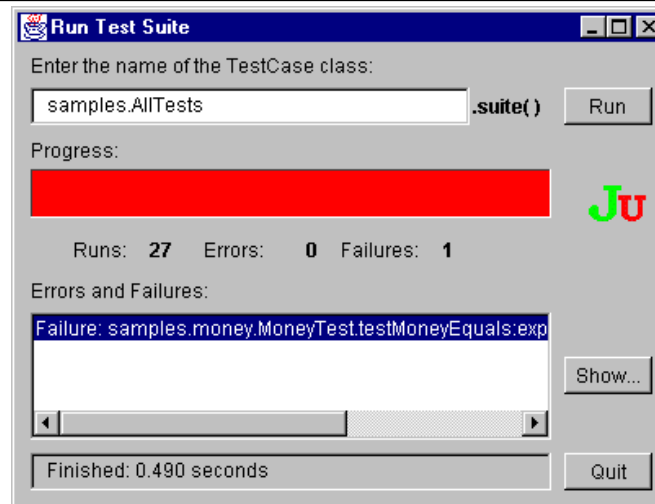 Run Test Suite
Enter the name of the TestCase class:
samples.AllTests .suite( ) Run
Progress:
JU
Runs: 27 Errors: 0 Failures: 1
Errors and Failures:
Failure: samples.money.MoneyTest.testMoneyEquals:exp
Show...
Finished: 0.490 seconds Quit